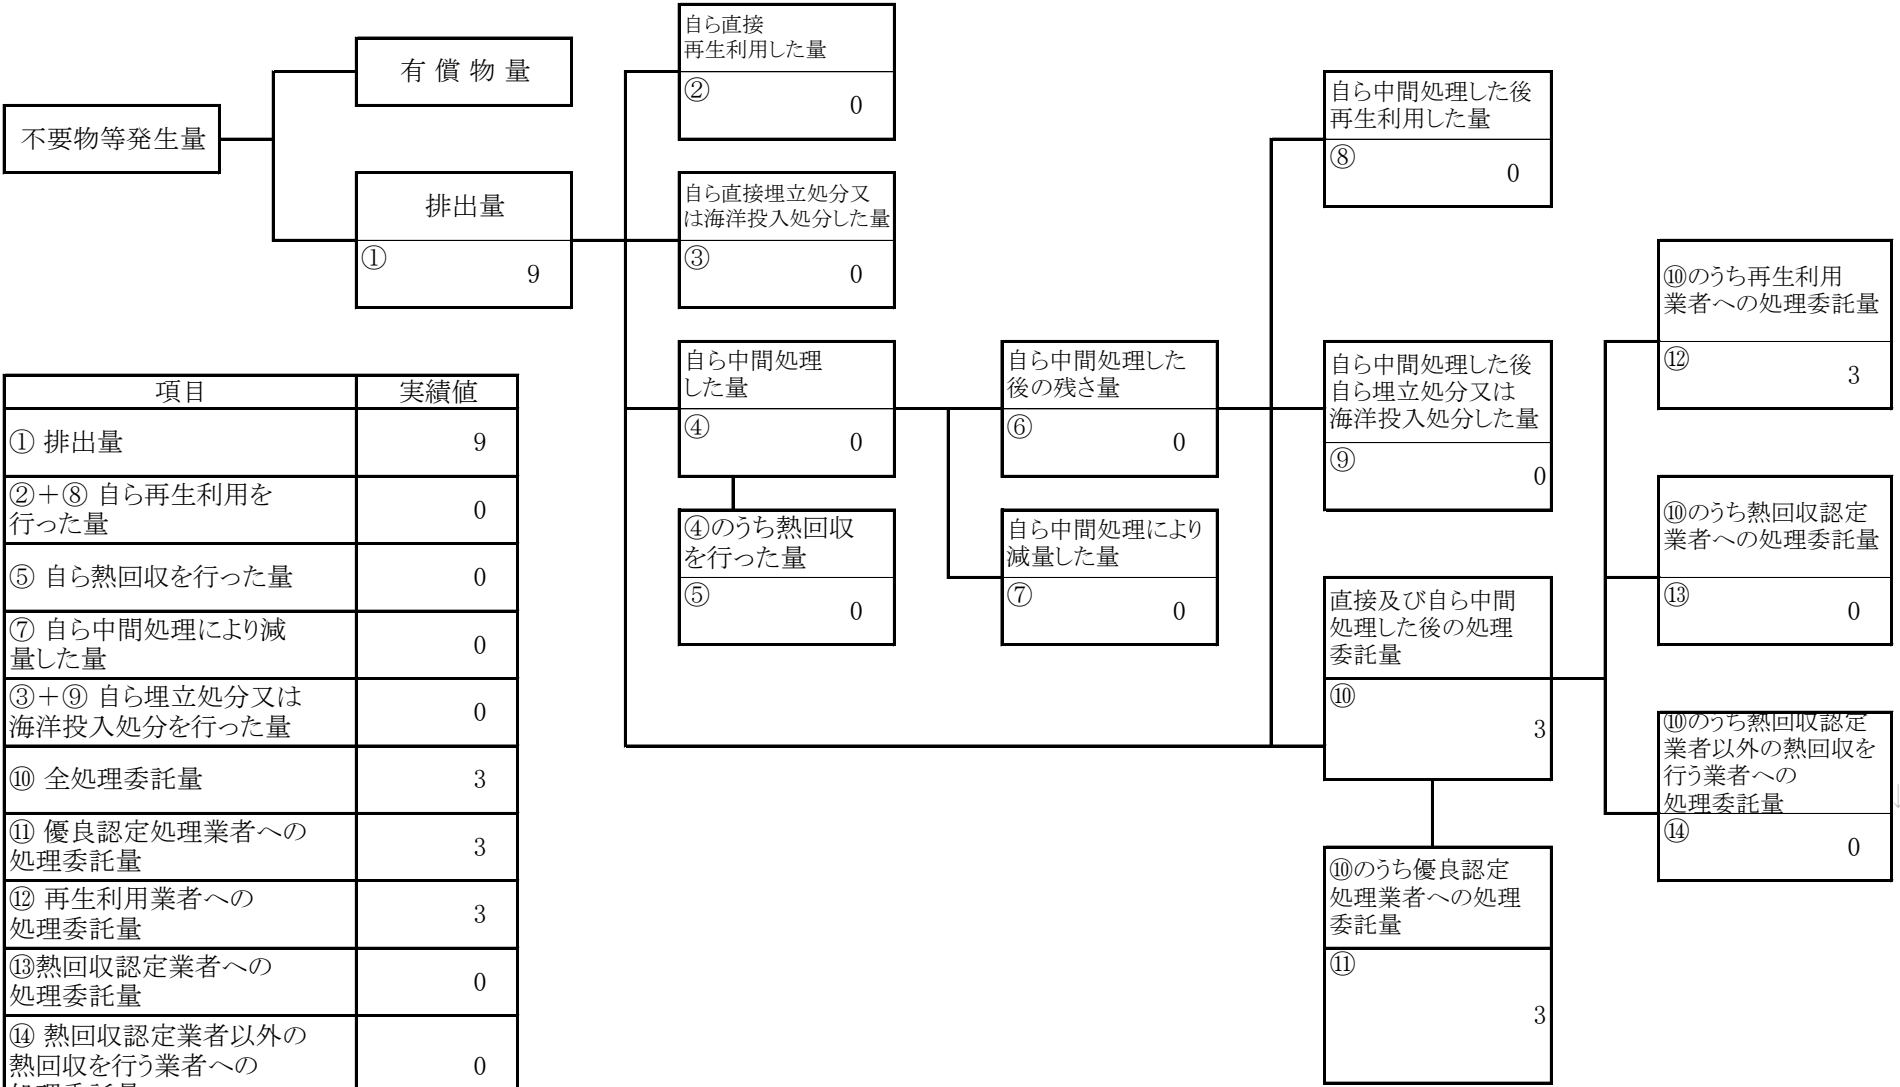 自ら直接
再生利用した量
②
0
有 償 物 量
不要物等発生量
排出量
①
9
自ら直接埋立処分又
は海洋投入処分した量
③
0
自ら中間処理した後
再生利用した量
⑧
0
自ら中間処理
した量
④
0
④のうち熱回収
を行った量
⑤
0
自ら中間処理した
後の残さ量
⑥
0
自ら中間処理により
減量した量
⑦
0
自ら中間処理した後
自ら埋立処分又は
海洋投入処分した量
⑨
0
直接及び自ら中間
処理した後の処理
委託量
⑩
3
⑩のうち優良認定
処理業者への処理
委託量
⑪
3
⑩のうち再生利用
業者への処理委託量
⑫
3
⑩のうち熱回収認定
業者への処理委託量
⑬
0
⑩のうち熱回収認定
業者以外の熱回収を
行う業者への
処理委託量
⑭
0
項目 実績値
① 排出量 9
②＋⑧ 自ら再生利用を
行った量 0
⑤ 自ら熱回収を行った量 0
⑦ 自ら中間処理により減
量した量 0
③＋⑨ 自ら埋立処分又は
海洋投入処分を行った量 0
⑩ 全処理委託量 3
⑪ 優良認定処理業者への
処理委託量 3
⑫ 再生利用業者への
処理委託量 3
⑬熱回収認定業者への
処理委託量 0
⑭ 熱回収認定業者以外の
熱回収を行う業者への 0